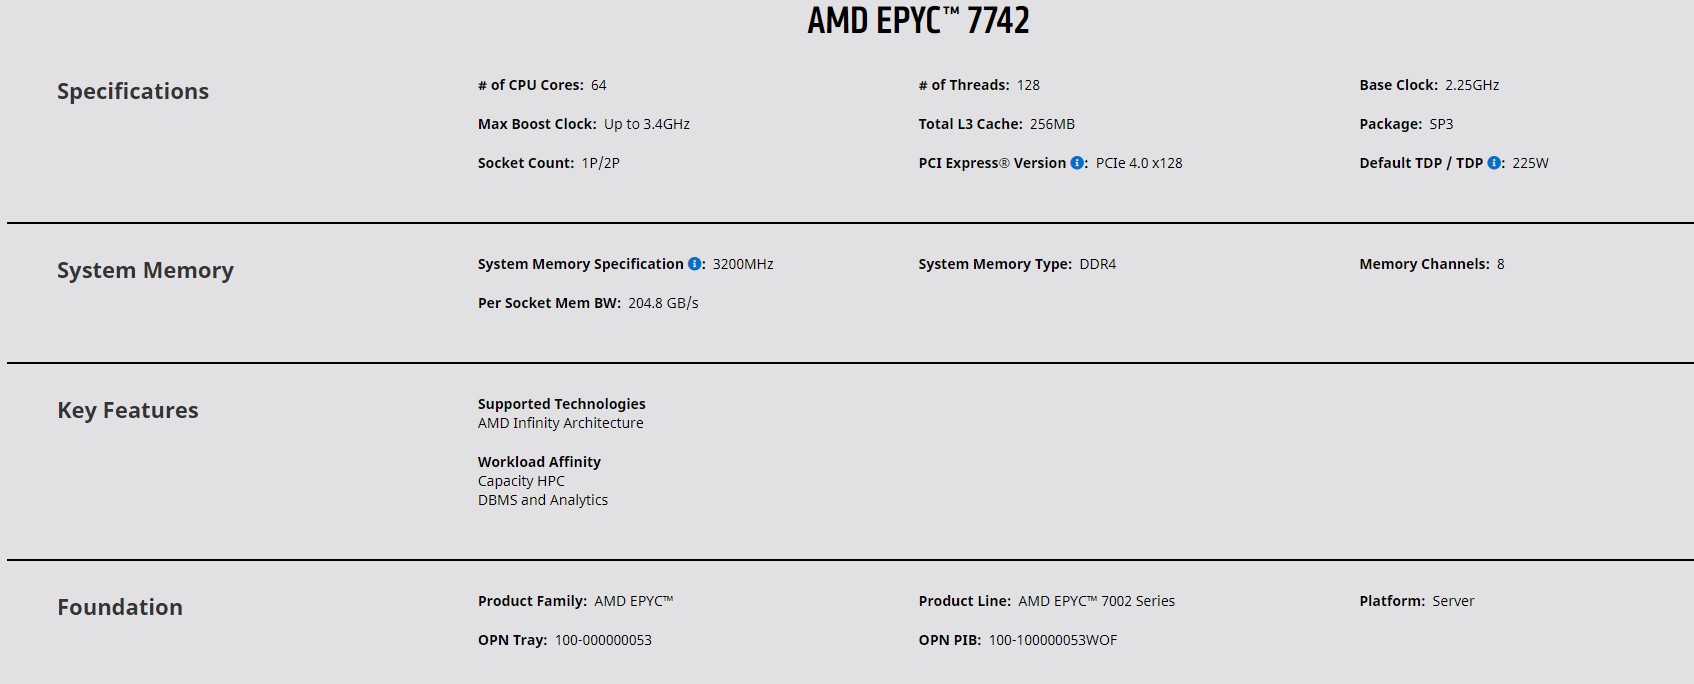 AMD EPYC™ 7742
Specifications
# of CPU Cores: 64
# of Threads: 128
Base Clock: 2.25GHz
Max Boost Clock: Up to 3.4GHz
Total L3 Cache: 256MB
Package: SP3
Socket Count: 1P/2P
PCI Express® Version i: PCIe 4.0 x128
Default TDP / TDP i: 225W
System Memory
System Memory Specification i: 3200MHz
System Memory Type: DDR4
Memory Channels: 8
Per Socket Mem BW: 204.8 GB/s
Key Features
Supported Technologies
AMD Infinity Architecture
Workload Affinity
Capacity HPC
DBMS and Analytics
Foundation
Product Family: AMD EPYC™
Product Line: AMD EPYC™ 7002 Series
Platform: Server
OPN Tray: 100-000000053
OPN PIB: 100-100000053WOF